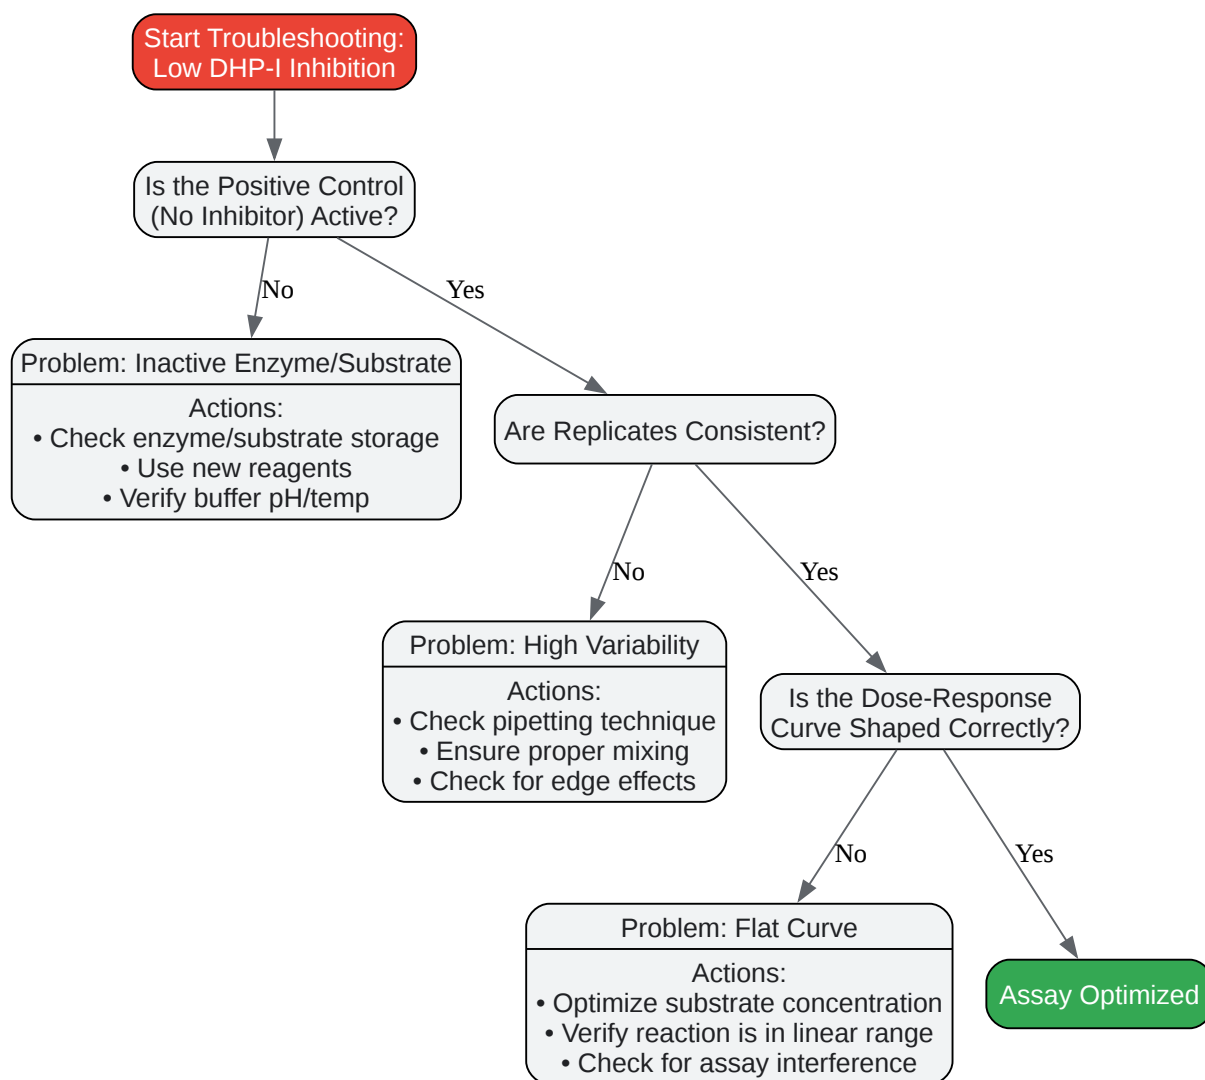 Start Troubleshooting:
Low DHP-I Inhibition
Is the Positive Control
(No Inhibitor) Active?
No
Yes
Problem: Inactive Enzyme/Substrate
Actions:
• Check enzyme/substrate storage
• Use new reagents
• Verify buffer pH/temp
Are Replicates Consistent?
No
Yes
Problem: High Variability
Actions:
• Check pipetting technique
• Ensure proper mixing
• Check for edge effects
Is the Dose-Response
Curve Shaped Correctly?
No
Yes
Problem: Flat Curve
Actions:
• Optimize substrate concentration
• Verify reaction is in linear range
• Check for assay interference
Assay Optimized